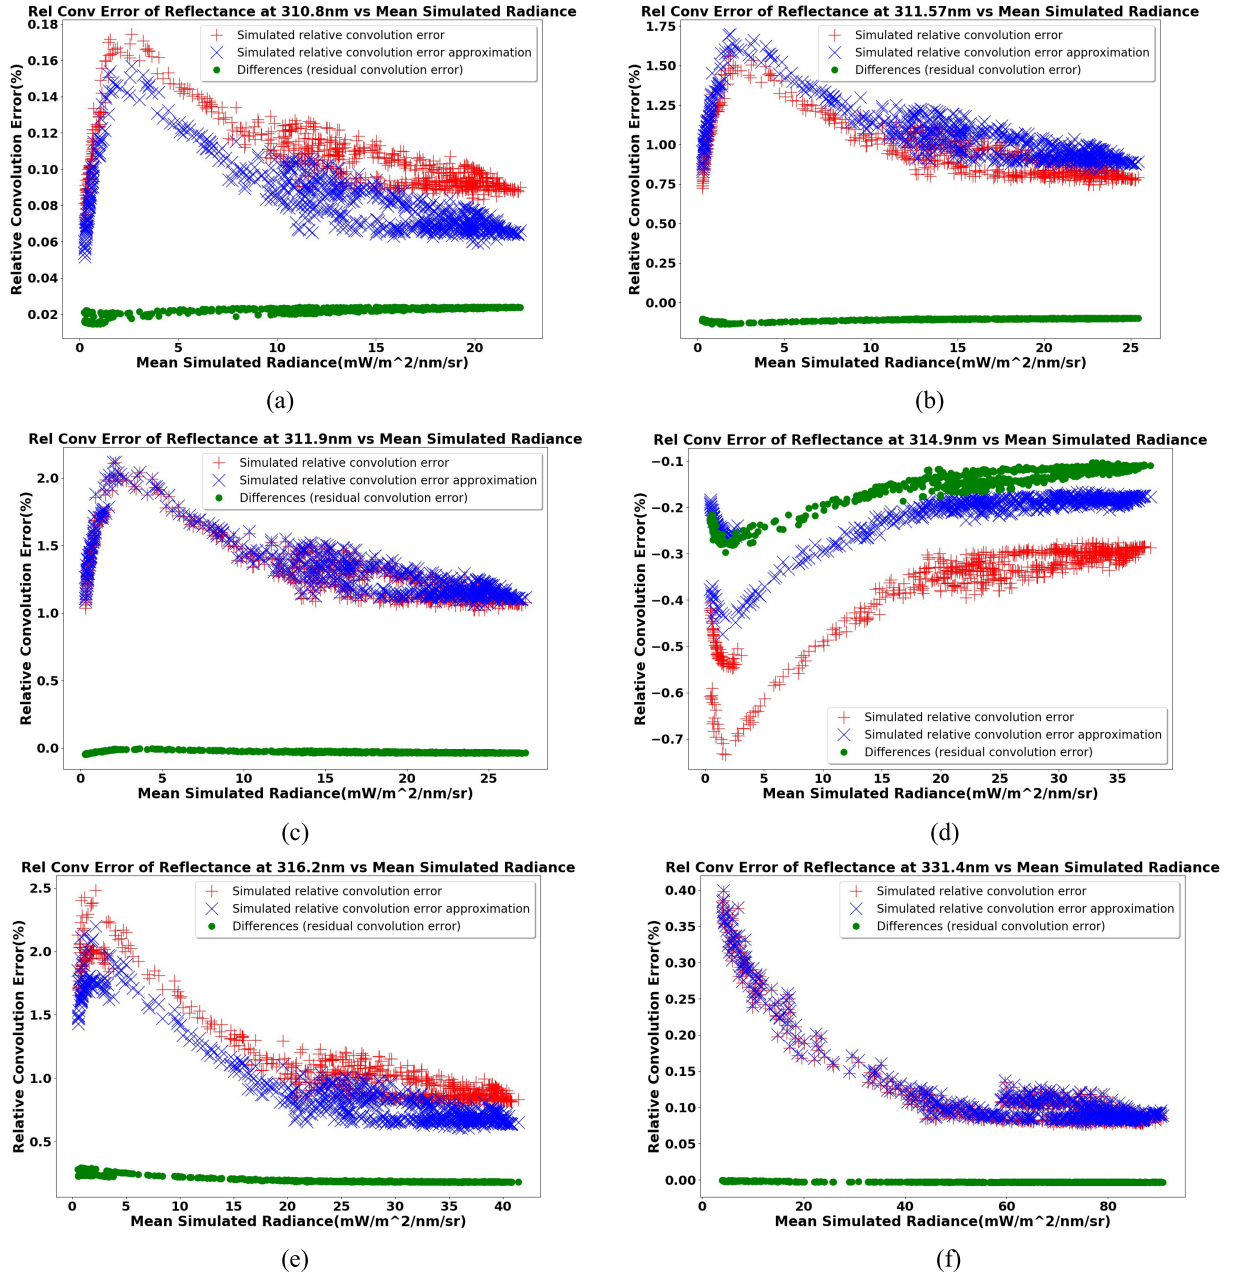 Rel Conv Error of Reflectance at 310.8nm vs Mean Simulated Radiance
Simulated relative convolution error
Simulated relative convolution error approximation
Differences (residual convolution error)
Relative Convolution Error(%)
0.18
0.16
0.14
0.12
0.10
0.08
0.06
0.04
0.02
0 5 10 15 20
Mean Simulated Radiance(mW/m^2/nm/sr)
(a)
Rel Conv Error of Reflectance at 311.57nm vs Mean Simulated Radiance
Simulated relative convolution error
Simulated relative convolution error approximation
Differences (residual convolution error)
Relative Convolution Error(%)
1.75
1.50
1.25
1.00
0.75
0.50
0.25
0.00
0 5 10 15 20 25
Mean Simulated Radiance(mW/m^2/nm/sr)
(b)
Rel Conv Error of Reflectance at 311.9nm vs Mean Simulated Radiance
Simulated relative convolution error
Simulated relative convolution error approximation
Differences (residual convolution error)
Relative Convolution Error(%)
2.0
1.5
1.0
0.5
0.0
0 5 10 15 20 25
Mean Simulated Radiance(mW/m^2/nm/sr)
(c)
Rel Conv Error of Reflectance at 314.9nm vs Mean Simulated Radiance
Relative Convolution Error(%)
−0.1
−0.2
−0.3
−0.4
−0.5
−0.6
−0.7
Simulated relative convolution error
Simulated relative convolution error approximation
Differences (residual convolution error)
0 5 10 15 20 25 30 35
Mean Simulated Radiance(mW/m^2/nm/sr)
(d)
Rel Conv Error of Reflectance at 316.2nm vs Mean Simulated Radiance
Simulated relative convolution error
Simulated relative convolution error approximation
Differences (residual convolution error)
Relative Convolution Error(%)
2.5
2.0
1.5
1.0
0.5
0 5 10 15 20 25 30 35 40
Mean Simulated Radiance(mW/m^2/nm/sr)
(e)
Rel Conv Error of Reflectance at 331.4nm vs Mean Simulated Radiance
Simulated relative convolution error
Simulated relative convolution error approximation
Differences (residual convolution error)
Relative Convolution Error(%)
0.40
0.35
0.30
0.25
0.20
0.15
0.10
0.05
0.00
0 20 40 60 80
Mean Simulated Radiance(mW/m^2/nm/sr)
(f)